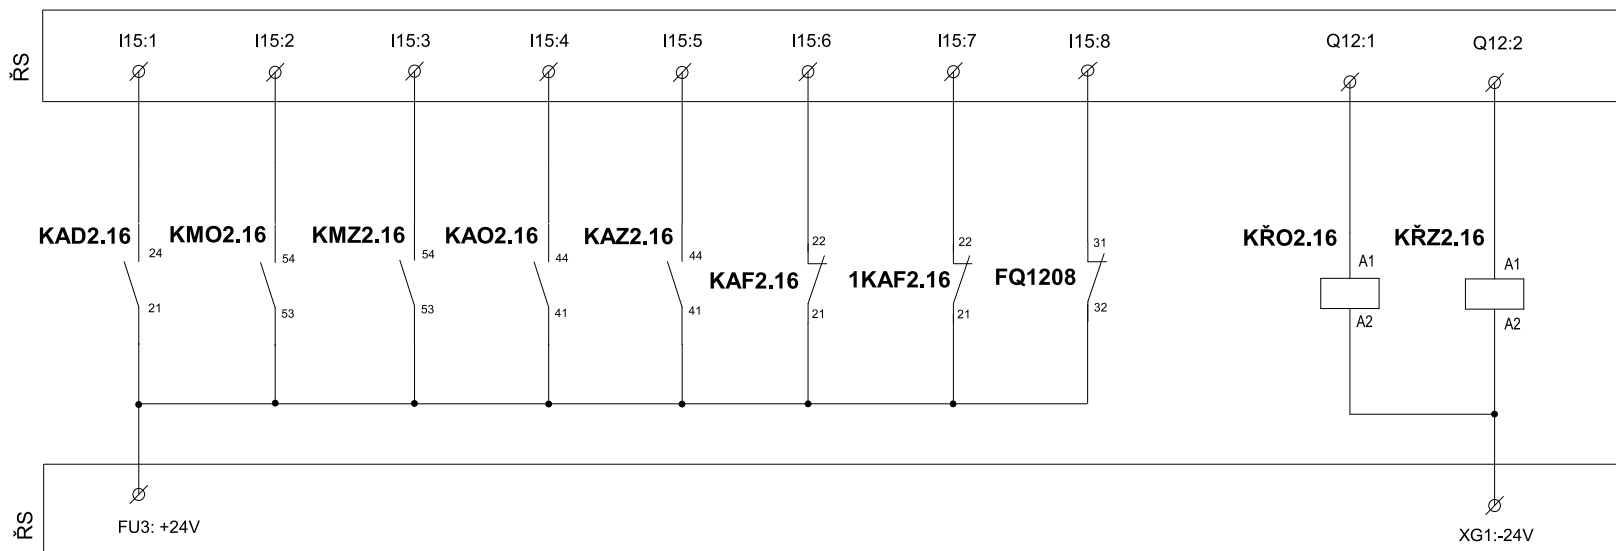 I15:1 I15:2 I15:3 I15:4 I15:5 I15:6 I15:7 I15:8 Q12:1 Q12:2
ŘS
KAD2.16 KMO2.16 KMZ2.16 KAO2.16 KAZ2.16 KŘO2.16 KŘZ2.16
24 54 54 44 44 22 22 31 A1 A1
KAF2.16 1KAF2.16 FQ1208
21 53 53 41 41 21 21 32 A2 A2
ŘS
FU3: +24V XG1:-24V